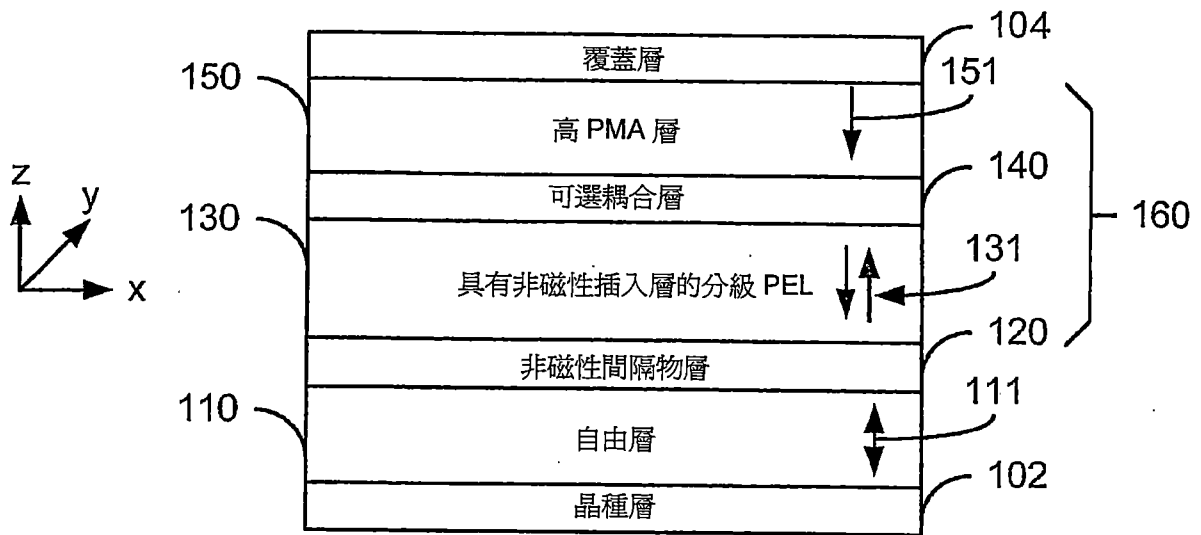 104
覆蓋層
150
151
高 PMA 層
z
y
x
140
可選耦合層
130
160
具有非磁性插入層的分級 PEL
131
120
非磁性間隔物層
110
111
自由層
102
晶種層